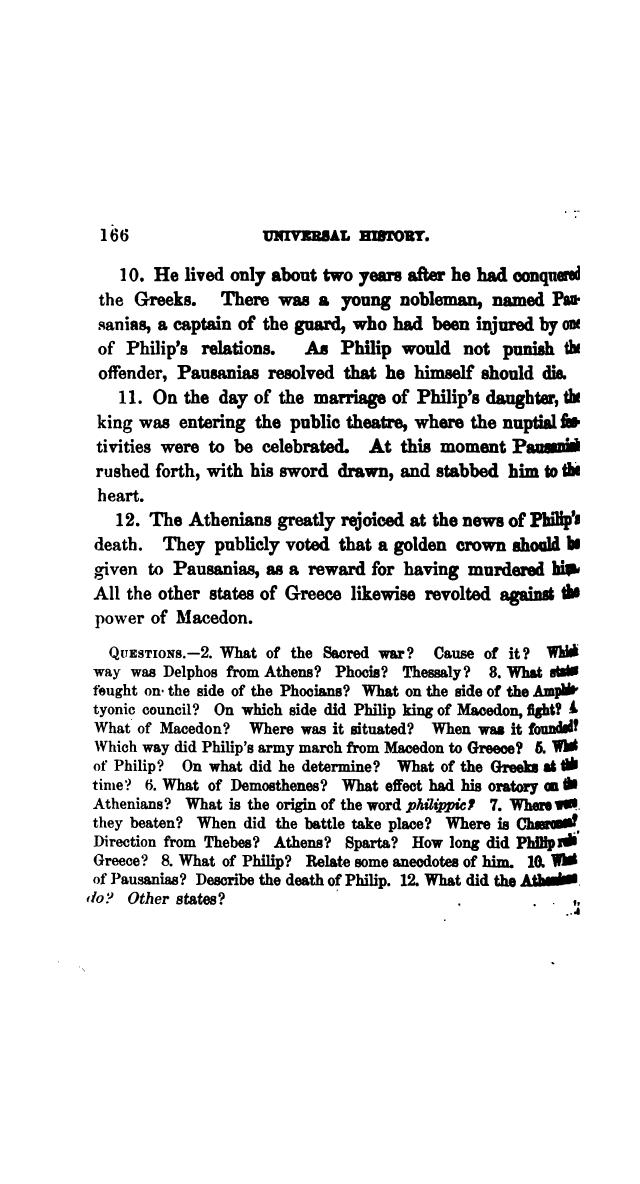 166 UNIVERSAL HISTORY.
10. He lived only about two years after he had conquered
the Greeks. There was a young nobleman, named Pau-
sanias, a captain of the guard, who had been injured by one
of Philip's relations. As Philip would not punish the
offender, Pausanias resolved that he himself should die.
11. On the day of the marriage of Philip's daughter, the
king was entering the public theatre, where the nuptial fes-
tivities were to be celebrated. At this moment Pausanias
rushed forth, with his sword drawn, and stabbed him to the
heart.
12. The Athenians greatly rejoiced at the news of Philip's
death. They publicly voted that a golden crown should be
given to Pausanias, as a reward for having murdered him.
All the other states of Greece likewise revolted against the
power of Macedon.
QUESTIONS.—2. What of the Sacred war? Cause of it? Which
way was Delphos from Athens? Phocis? Thessaly? 3. What states
fought on the side of the Phocians? What on the side of the Amphic-
tyonic council? On which side did Philip king of Macedon, fight? 4.
What of Macedon? Where was it situated? When was it founded?
Which way did Philip's army march from Macedon to Greece? 5. What
of Philip? On what did he determine? What of the Greeks at this
time? 6. What of Demosthenes? What effect had his oratory on the
Athenians? What is the origin of the word philippic? 7. Where were
they beaten? When did the battle take place? Where is Chæronea?
Direction from Thebes? Athens? Sparta? How long did Philip rule
Greece? 8. What of Philip? Relate some anecdotes of him. 10. What
of Pausanias? Describe the death of Philip. 12. What did the Athenians
do? Other states?